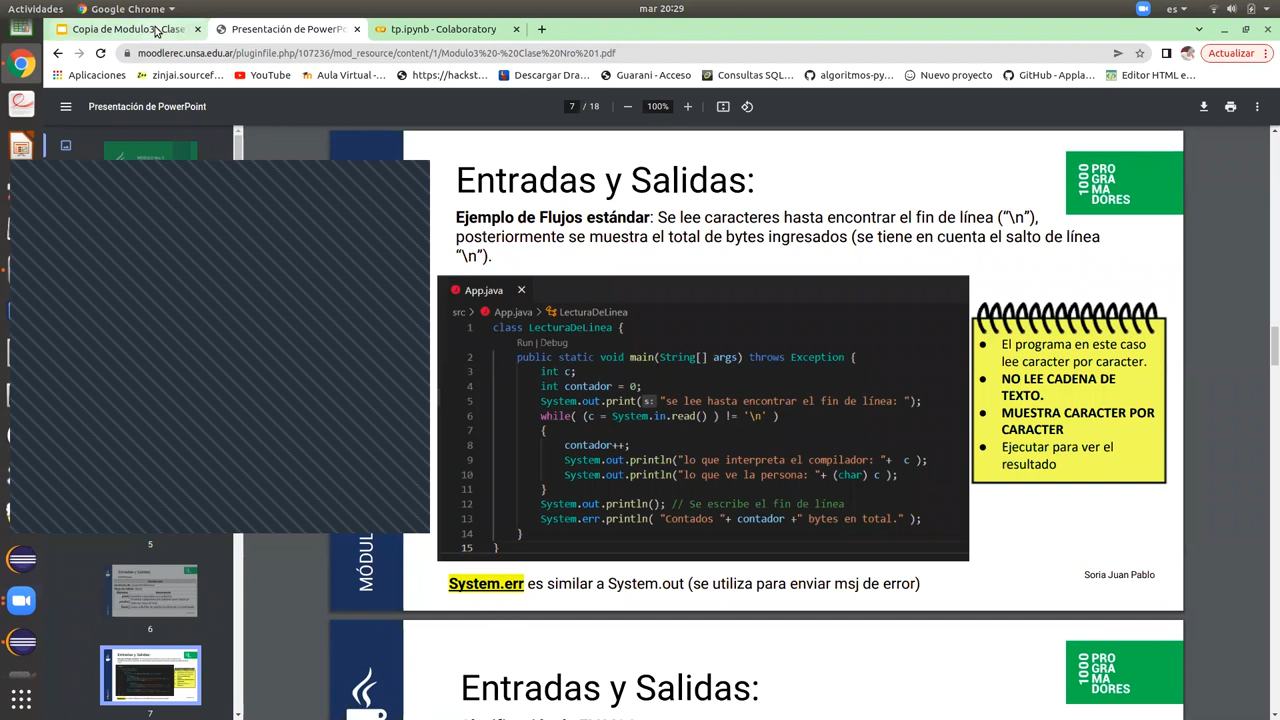 Actividades
Google Chrome
mar 20:29
es
Copia de Modulo3_Clase
Presentación de PowerPo
tp.ipynb - Colaboratory
moodlerec.unsa.edu.ar/pluginfile.php/107236/mod_resource/content/1/Modulo3%20-%20Clase%20Nro%201.pdf
Actualizar
Aplicaciones
zinjai.sourcef…
YouTube
Aula Virtual -…
https://hackst…
Descargar Dra…
Guarani - Acceso
Consultas SQL…
algoritmos-py…
Nuevo proyecto
GitHub - Appla…
Editor HTML e…
Presentación de PowerPoint
7 / 18
100%
Entradas y Salidas:
1000
PRO
GRA
MA
DORES
Ejemplo de Flujos estándar: Se lee caracteres hasta encontrar el fin de línea (“\n”),
posteriormente se muestra el total de bytes ingresados (se tiene en cuenta el salto de línea
“\n”).
App.java
src > App.java > LecturaDeLinea
1 class LecturaDeLinea {
Run | Debug
2 public static void main(String[] args) throws Exception {
3 int c;
4 int contador = 0;
5 System.out.print(s: "se lee hasta encontrar el fin de línea: ");
6 while( (c = System.in.read() ) != '\n' )
7 {
8 contador++;
9 System.out.println("lo que interpreta el compilador: "+  c );
10 System.out.println("lo que ve la persona: "+ (char) c );
11 }
12 System.out.println(); // Se escribe el fin de línea
13 System.err.println( "Contados "+ contador +" bytes en total." );
14 }
15 }
El programa en este caso
lee caracter por caracter.
NO LEE CADENA DE
TEXTO.
MUESTRA CARACTER POR
CARACTER
Ejecutar para ver el
resultado
MÓDUL
System.err es similar a System.out (se utiliza para enviar msj de error)
Soria Juan Pablo
5
6
7
Entradas y Salidas:
1000
PRO
GRA
MA
DORES